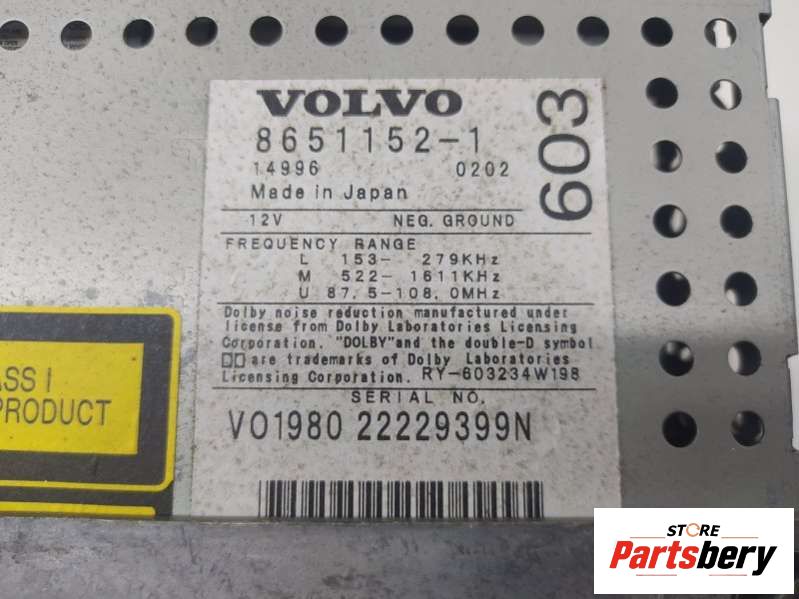 VOLVO
8651152-1
603
14996 0202
Made in Japan
12V NEG. GROUND
FREQUENCY RANGE
L 153- 279KHz
M 522- 1611KHz
U 87.5-108.0MHz
Dolby noise reduction manufactured under
license from Dolby Laboratories Licensing
Corporation. "DOLBY"and the double-D symbol
are trademarks of Dolby Laboratories
Licensing Corporation. RY-603234W198
SERIAL NO.
VO1980 22229399N
ASS I
PRODUCT
STORE
Partsbery